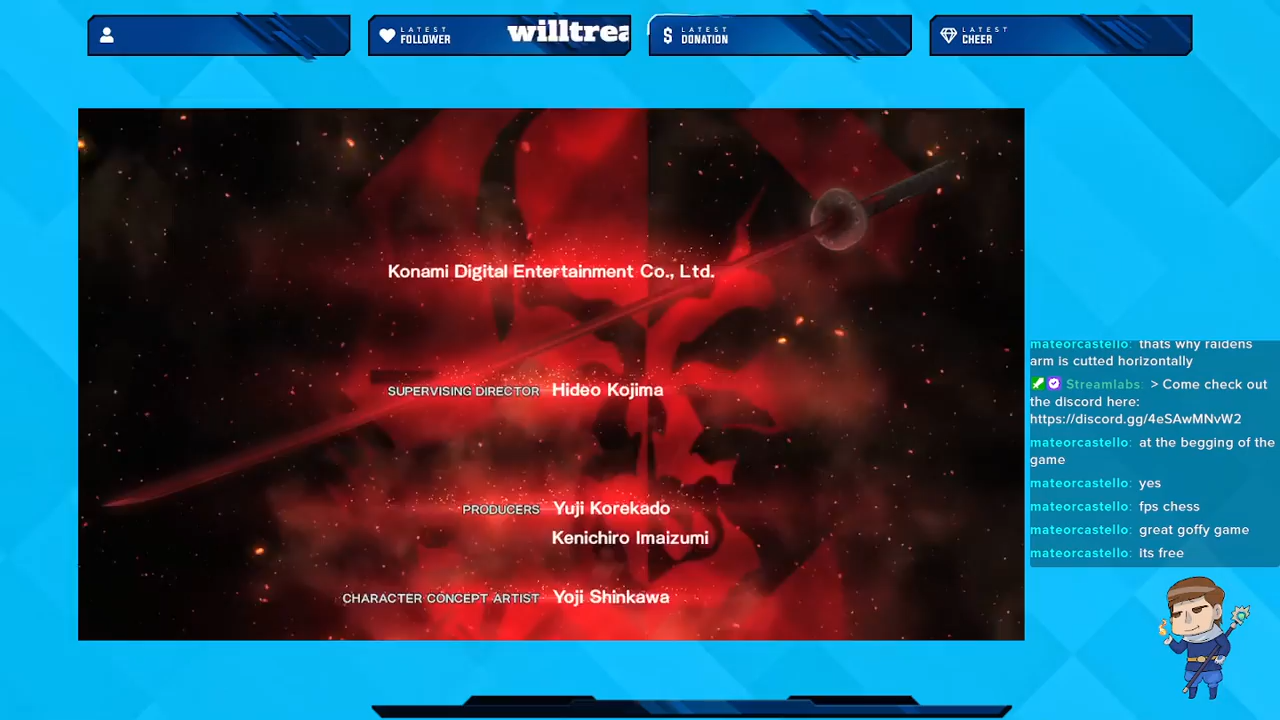 LATEST
FOLLOWER
willtrea
LATEST
DONATION
LATEST
CHEER
Konami Digital Entertainment Co., Ltd.
SUPERVISING DIRECTOR Hideo Kojima
PRODUCERS Yuji Korekado
Kenichiro Imaizumi
CHARACTER CONCEPT ARTIST Yoji Shinkawa
mateorcastello: thats why raidens
arm is cutted horizontally
Streamlabs: > Come check out
the discord here:
https://discord.gg/4eSAwMNvW2
mateorcastello: at the begging of the
game
mateorcastello: yes
mateorcastello: fps chess
mateorcastello: great goffy game
mateorcastello: its free